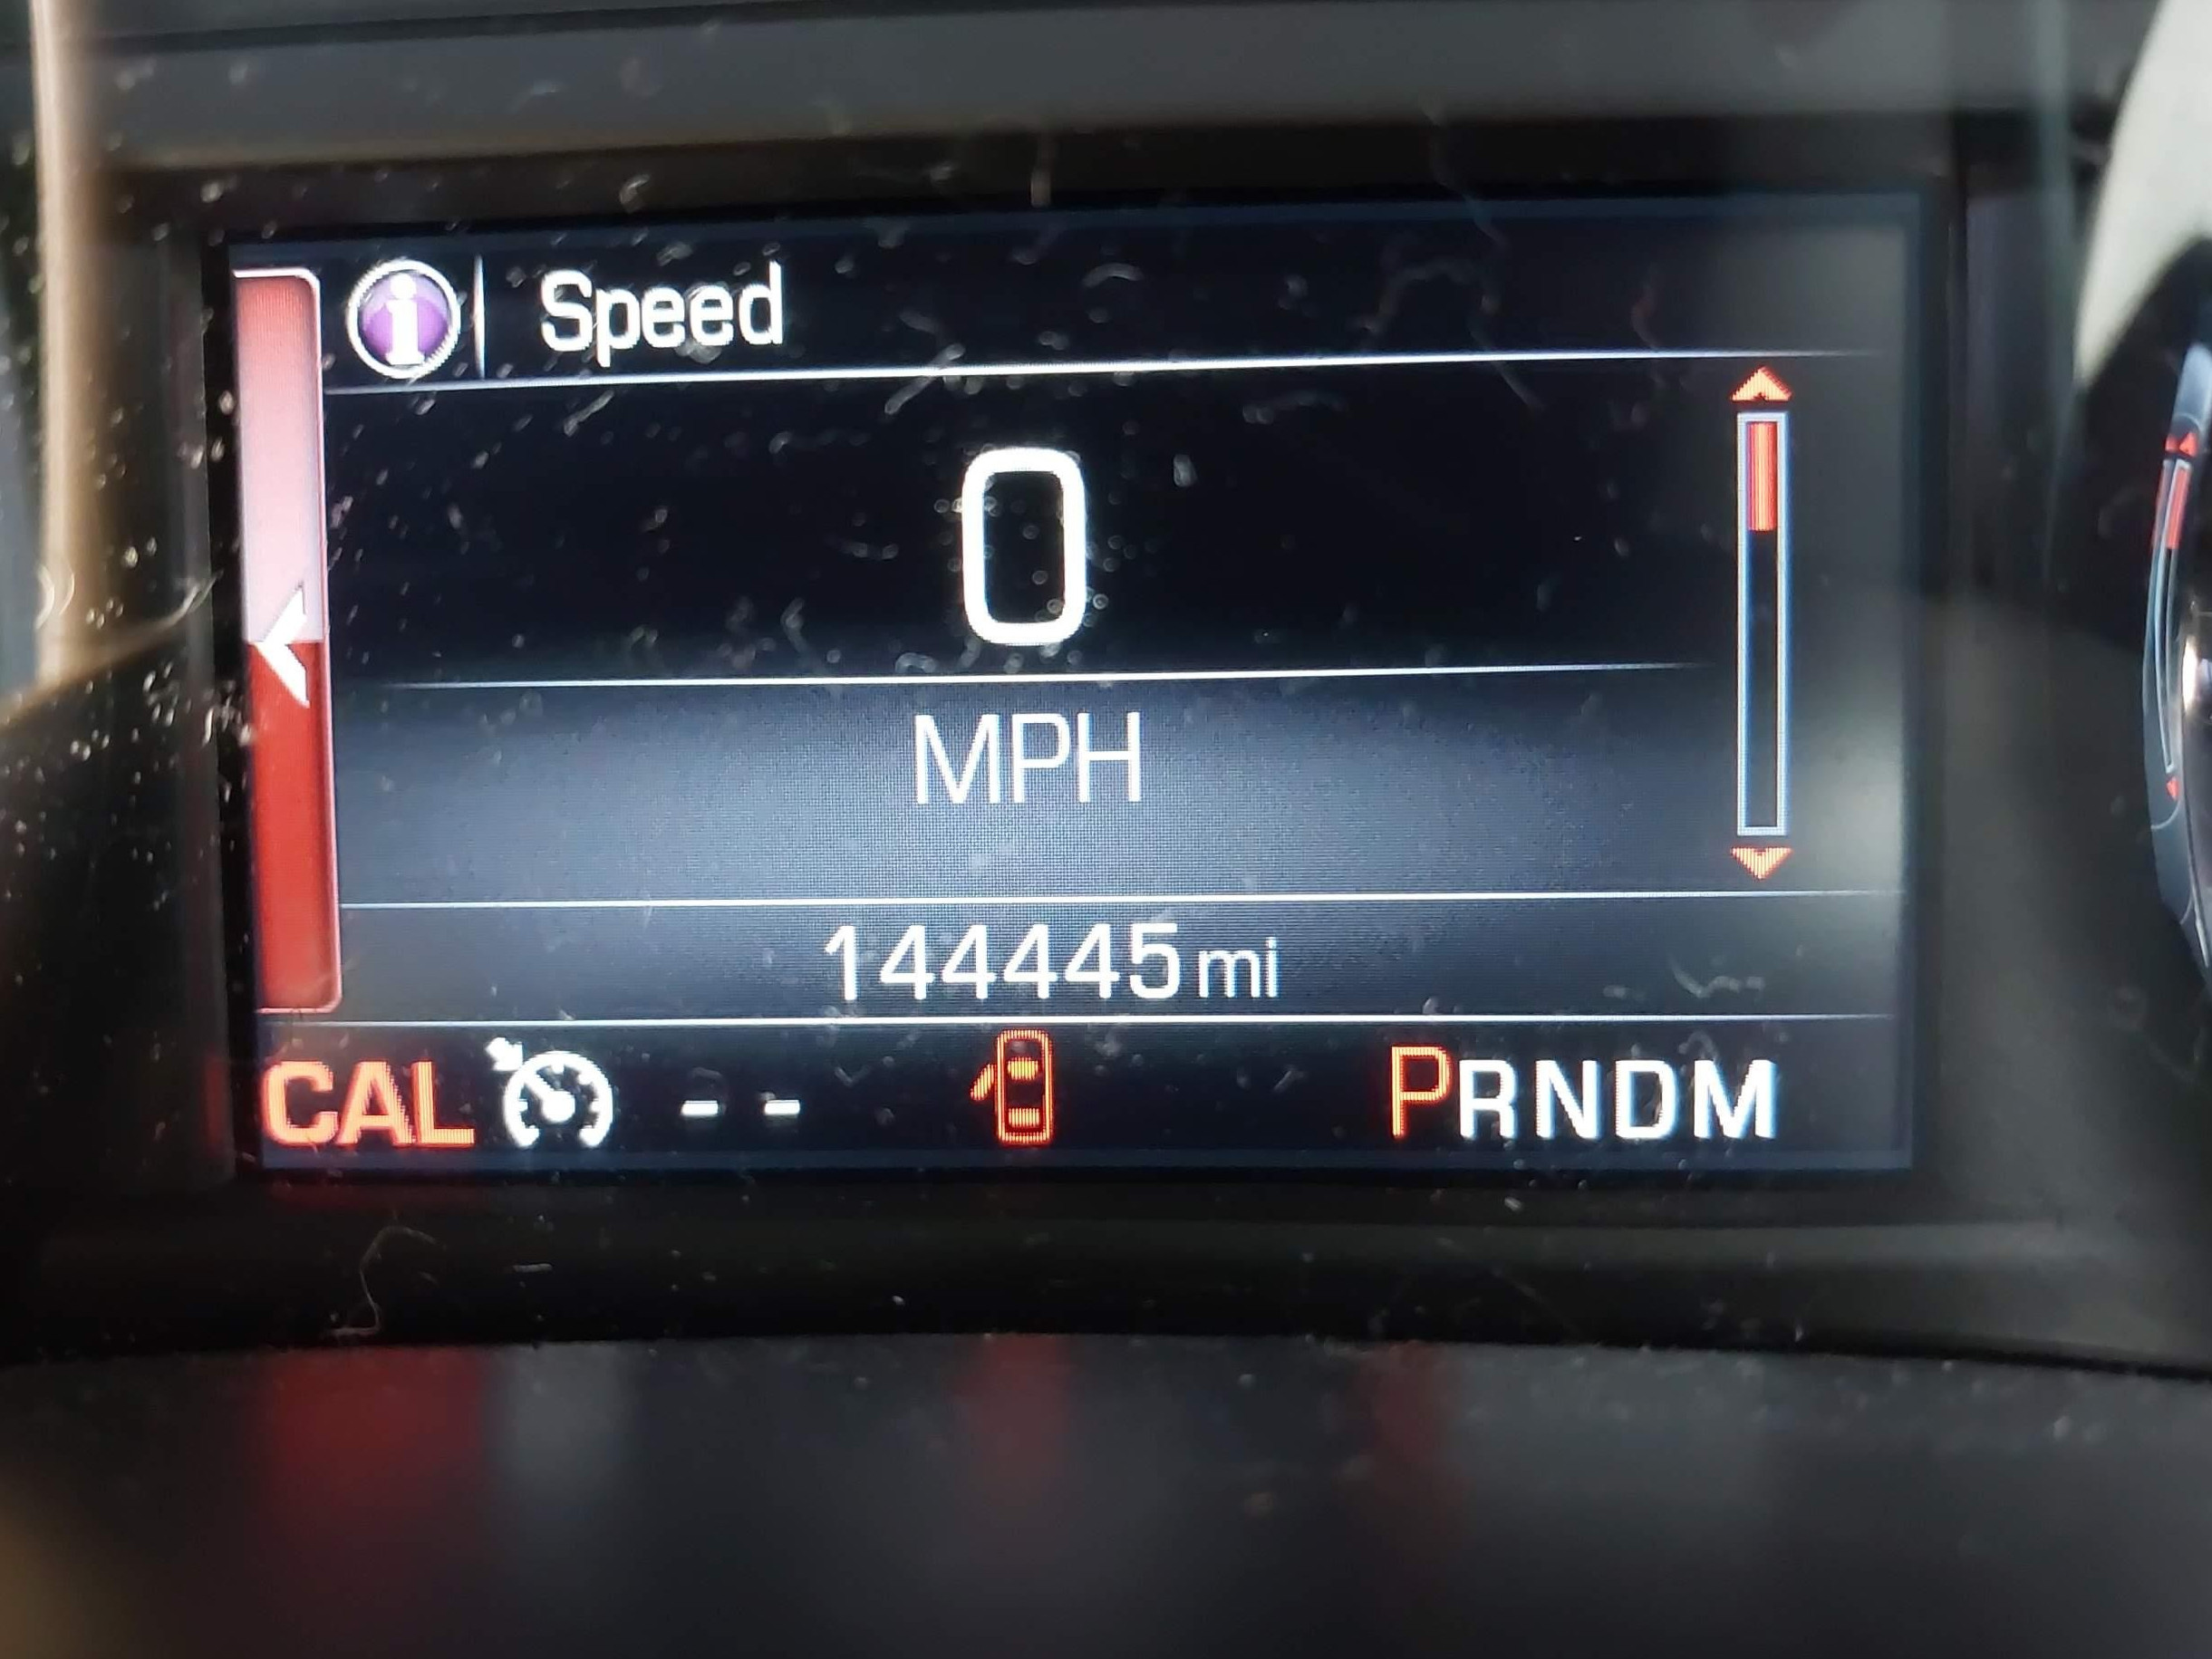 i Speed
0
MPH
144445 mi
CAL -- PRNDM